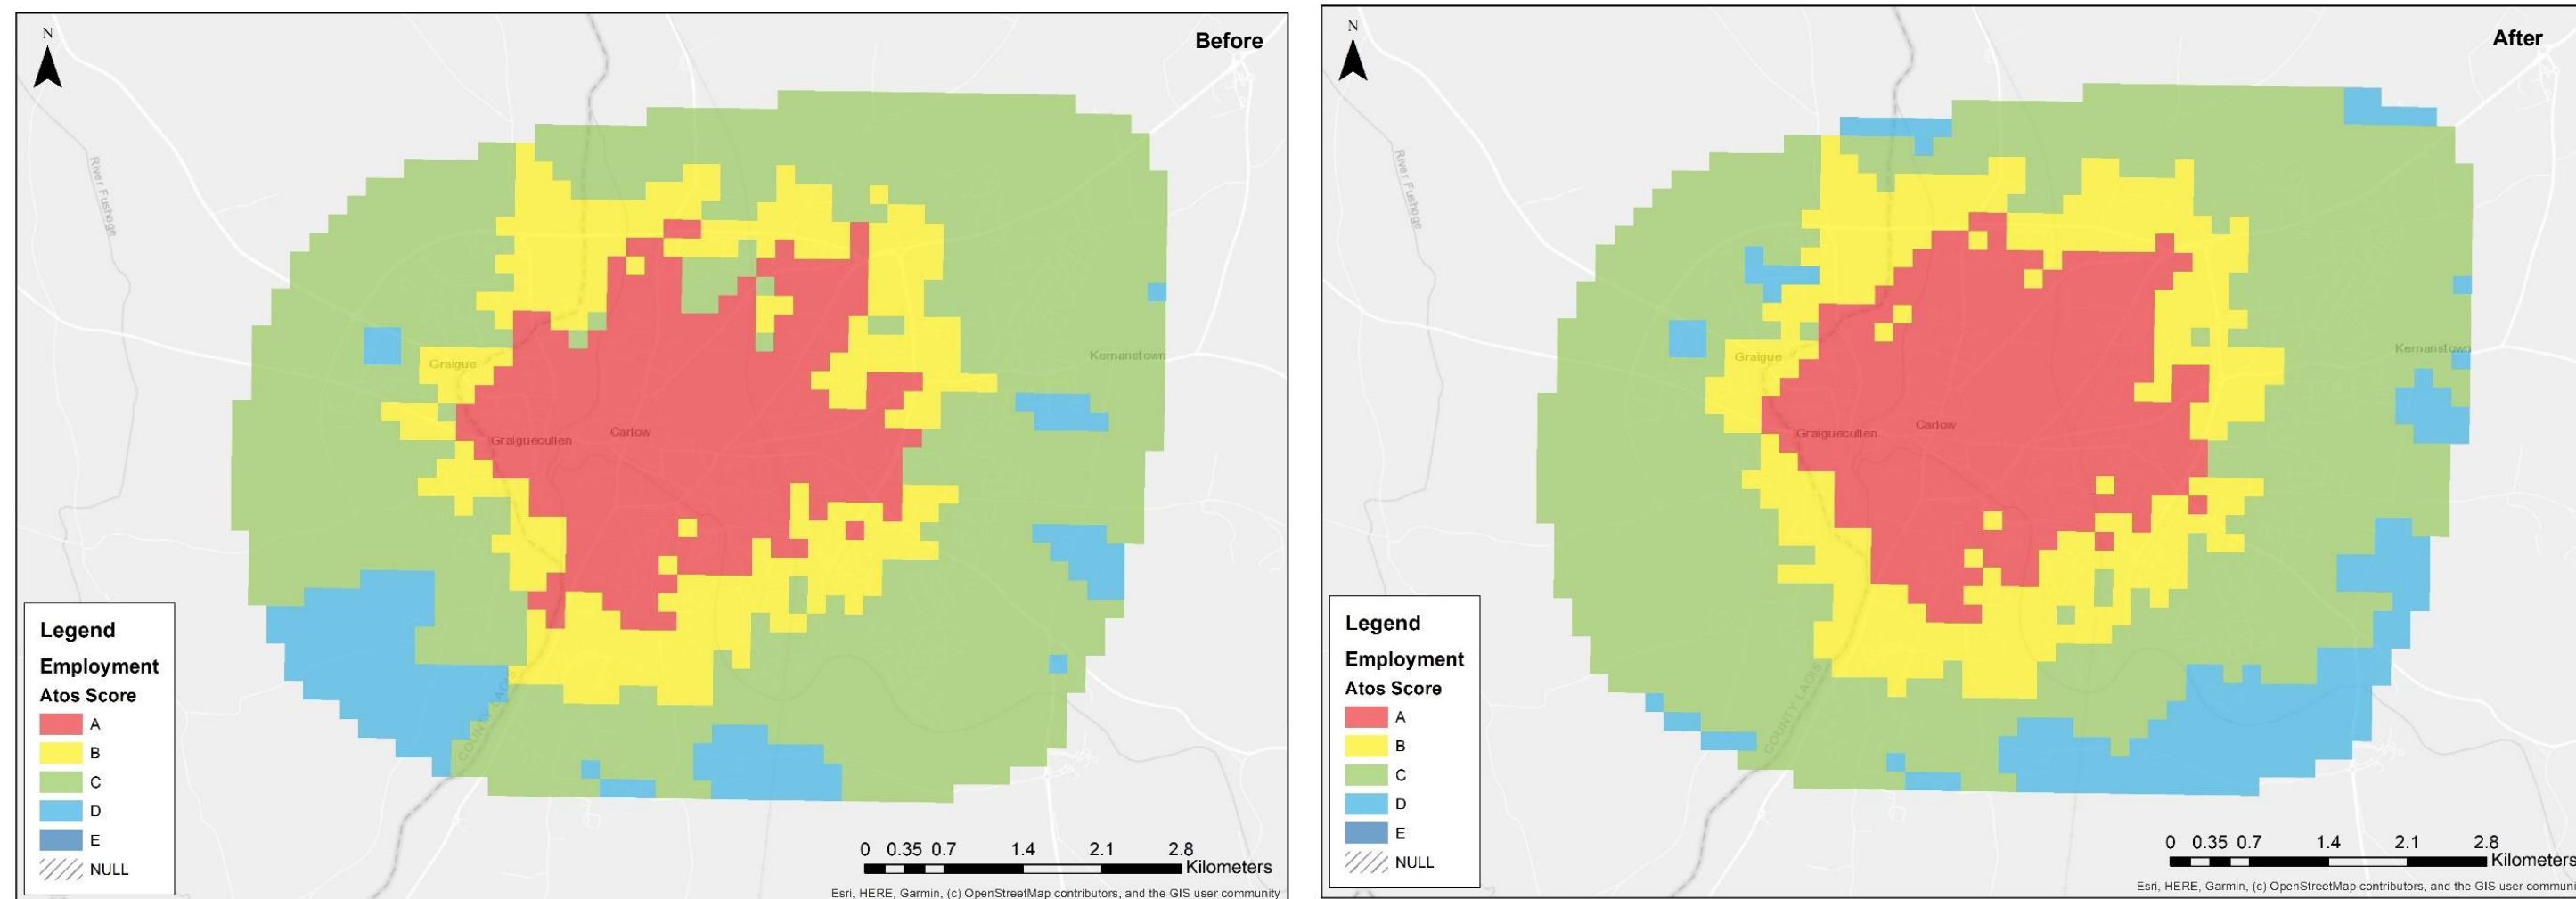 N
Before
River Fushoge
Graigue
Kernanstown
Graiguecullen
Carlow
COUNTY LAOIS
Legend
Employment
Atos Score
A
B
C
D
E
NULL
0 0.35 0.7 1.4 2.1 2.8
Kilometers
Esri, HERE, Garmin, (c) OpenStreetMap contributors, and the GIS user community
N
After
River Fushoge
Graigue
Kernanstown
Graiguecullen
Carlow
COUNTY LAOIS
Legend
Employment
Atos Score
A
B
C
D
E
NULL
0 0.35 0.7 1.4 2.1 2.8
Kilometers
Esri, HERE, Garmin, (c) OpenStreetMap contributors, and the GIS user communi